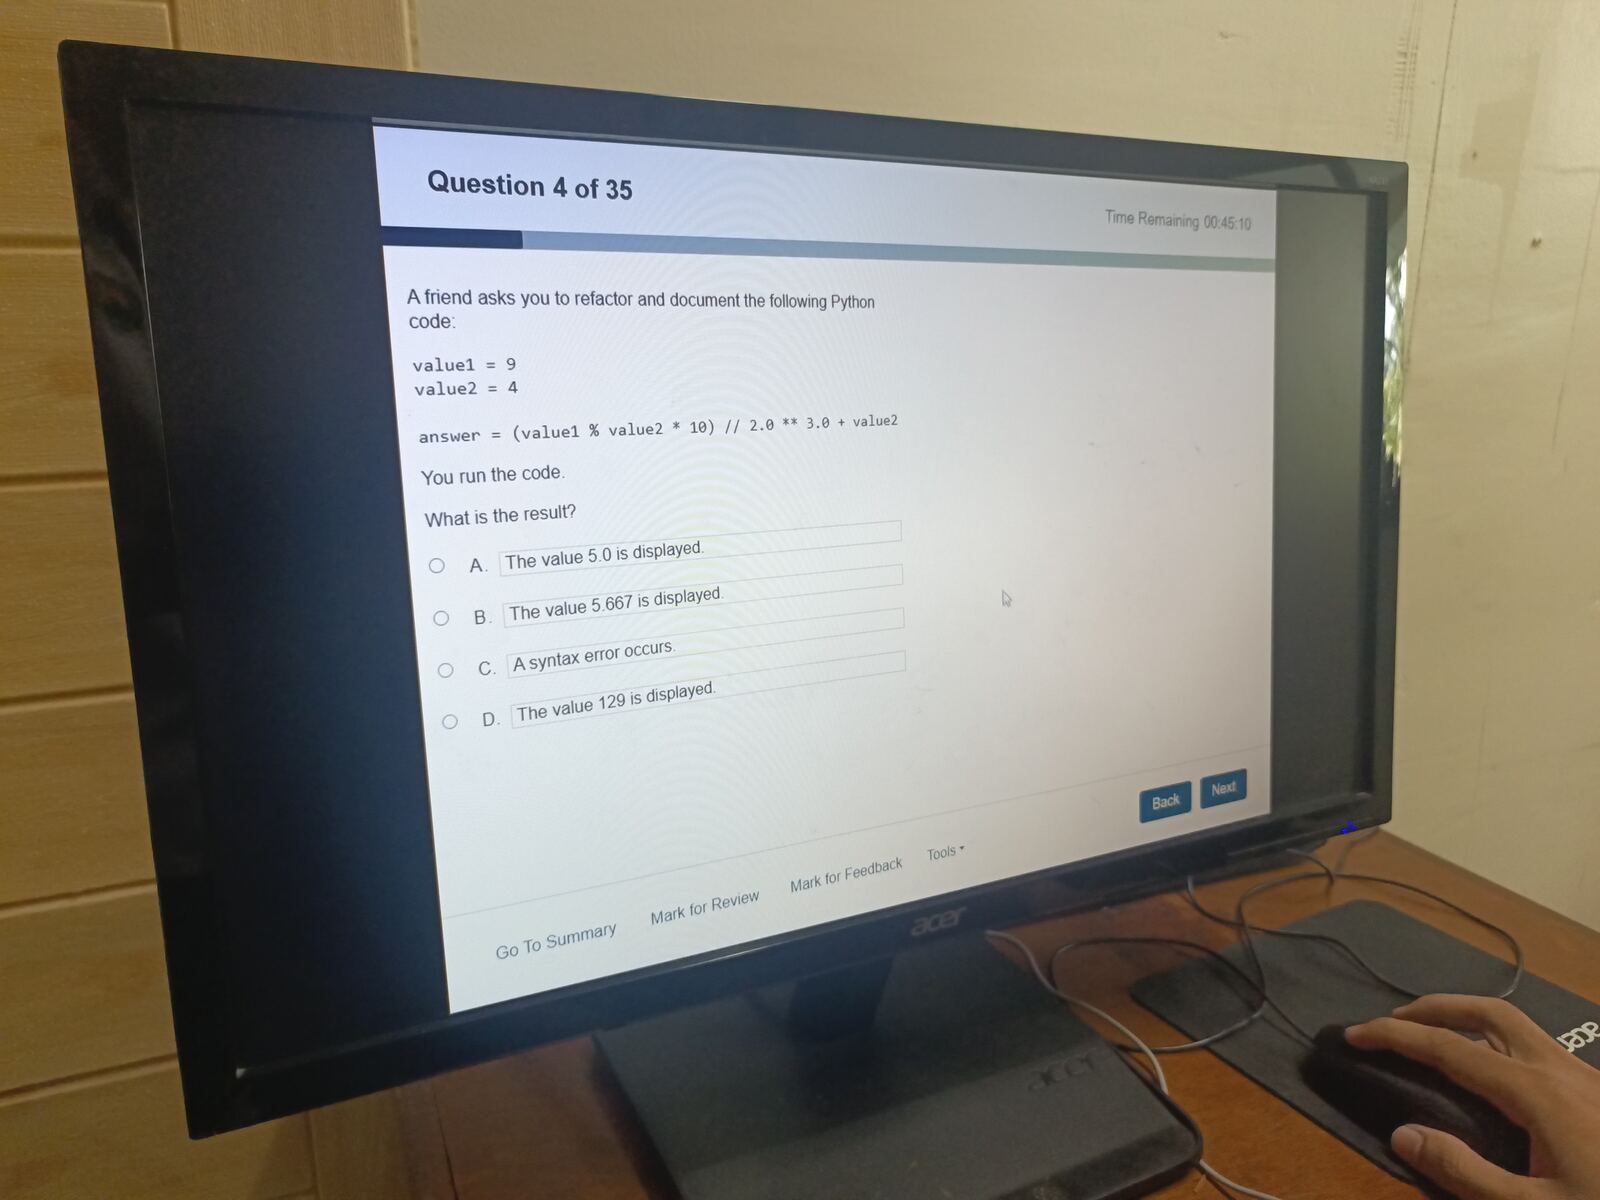 Question 4 of 35
Time Remaining 00:45:10
A friend asks you to refactor and document the following Python
code:
value1 = 9
value2 = 4
answer = (value1 % value2 * 10) // 2.0 ** 3.0 + value2
You run the code.
What is the result?
A. The value 5.0 is displayed.
B. The value 5.667 is displayed.
C. A syntax error occurs.
D. The value 129 is displayed.
Back Next
Go To Summary Mark for Review Mark for Feedback Tools
acer
acer
acer